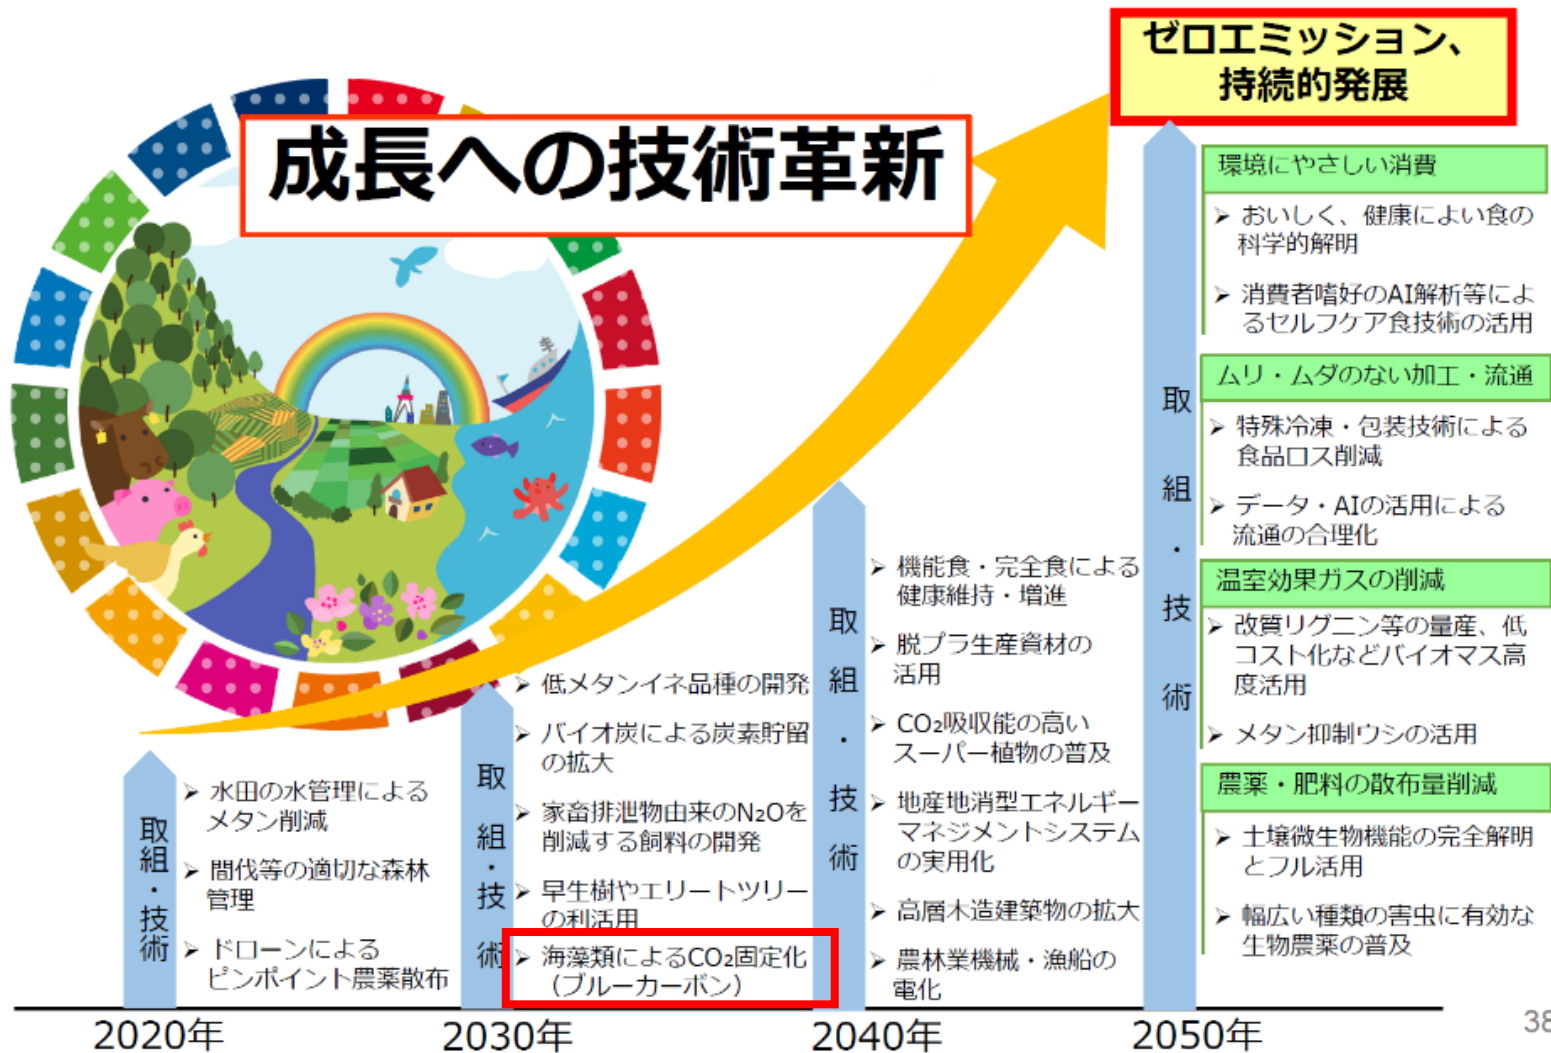 ゼロエミッション、
持続的発展
成長への技術革新
取組・技術
➢ 水田の水管理による
メタン削減
➢ 間伐等の適切な森林
管理
➢ ドローンによる
ピンポイント農薬散布
取組・技術
➢ 低メタンイネ品種の開発
➢ バイオ炭による炭素貯留
の拡大
➢ 家畜排泄物由来のN₂Oを
削減する飼料の開発
➢ 早生樹やエリートツリー
の利活用
➢ 海藻類によるCO₂固定化
(ブルーカーボン)
取組・技術
➢ 機能食・完全食による
健康維持・増進
➢ 脱プラ生産資材の
活用
➢ CO₂吸収能の高い
スーパー植物の普及
➢ 地産地消型エネルギー
マネジメントシステム
の実用化
➢ 高層木造建築物の拡大
➢ 農林業機械・漁船の
電化
取組・技術
環境にやさしい消費
➢ おいしく、健康によい食の
科学的解明
➢ 消費者嗜好のAI解析等によ
るセルフケア食技術の活用
ムリ・ムダのない加工・流通
➢ 特殊冷凍・包装技術による
食品ロス削減
➢ データ・AIの活用による
流通の合理化
温室効果ガスの削減
➢ 改質リグニン等の量産、低
コスト化などバイオマス高
度活用
➢ メタン抑制ウシの活用
農薬・肥料の散布量削減
➢ 土壌微生物機能の完全解明
とフル活用
➢ 幅広い種類の害虫に有効な
生物農薬の普及
2020年
2030年
2040年
2050年
38